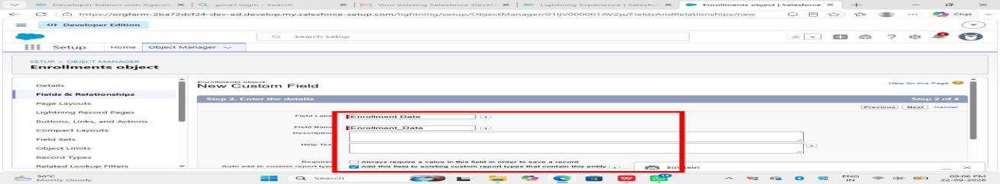 Developer Edition with Agentfo
gmail login - Search
Your existing Salesforce Develo
Lightning Experience | Salesfor
Enrollments object | Salesforce
https://orgfarm-2ba72dcf24-dev-ed.develop.my.salesforce-setup.com/lightning/setup/ObjectManager/01IjV000001AVZp/FieldsAndRelationships/new
Chat
</> Developer Edition
Search Setup
Setup Home Object Manager
SETUP > OBJECT MANAGER
Enrollments object
Details
Fields & Relationships
Page Layouts
Lightning Record Pages
Buttons, Links, and Actions
Compact Layouts
Field Sets
Object Limits
Record Types
Related Lookup Filters
Enrollments object
New Custom Field
Help for this Page
Step 2. Enter the details
Step 2 of 4
Previous Next Cancel
Field Labe Enrollment Date
Field Name Enrollment_Date
Description
Help Tex
Required Always require a value in this field in order to save a record
Auto add to custom report type Add this field to existing custom report types that contain this entity
Einstein
30°C
Mostly cloudy
Search
ENG
IN
09:06 PM
22-09-2026